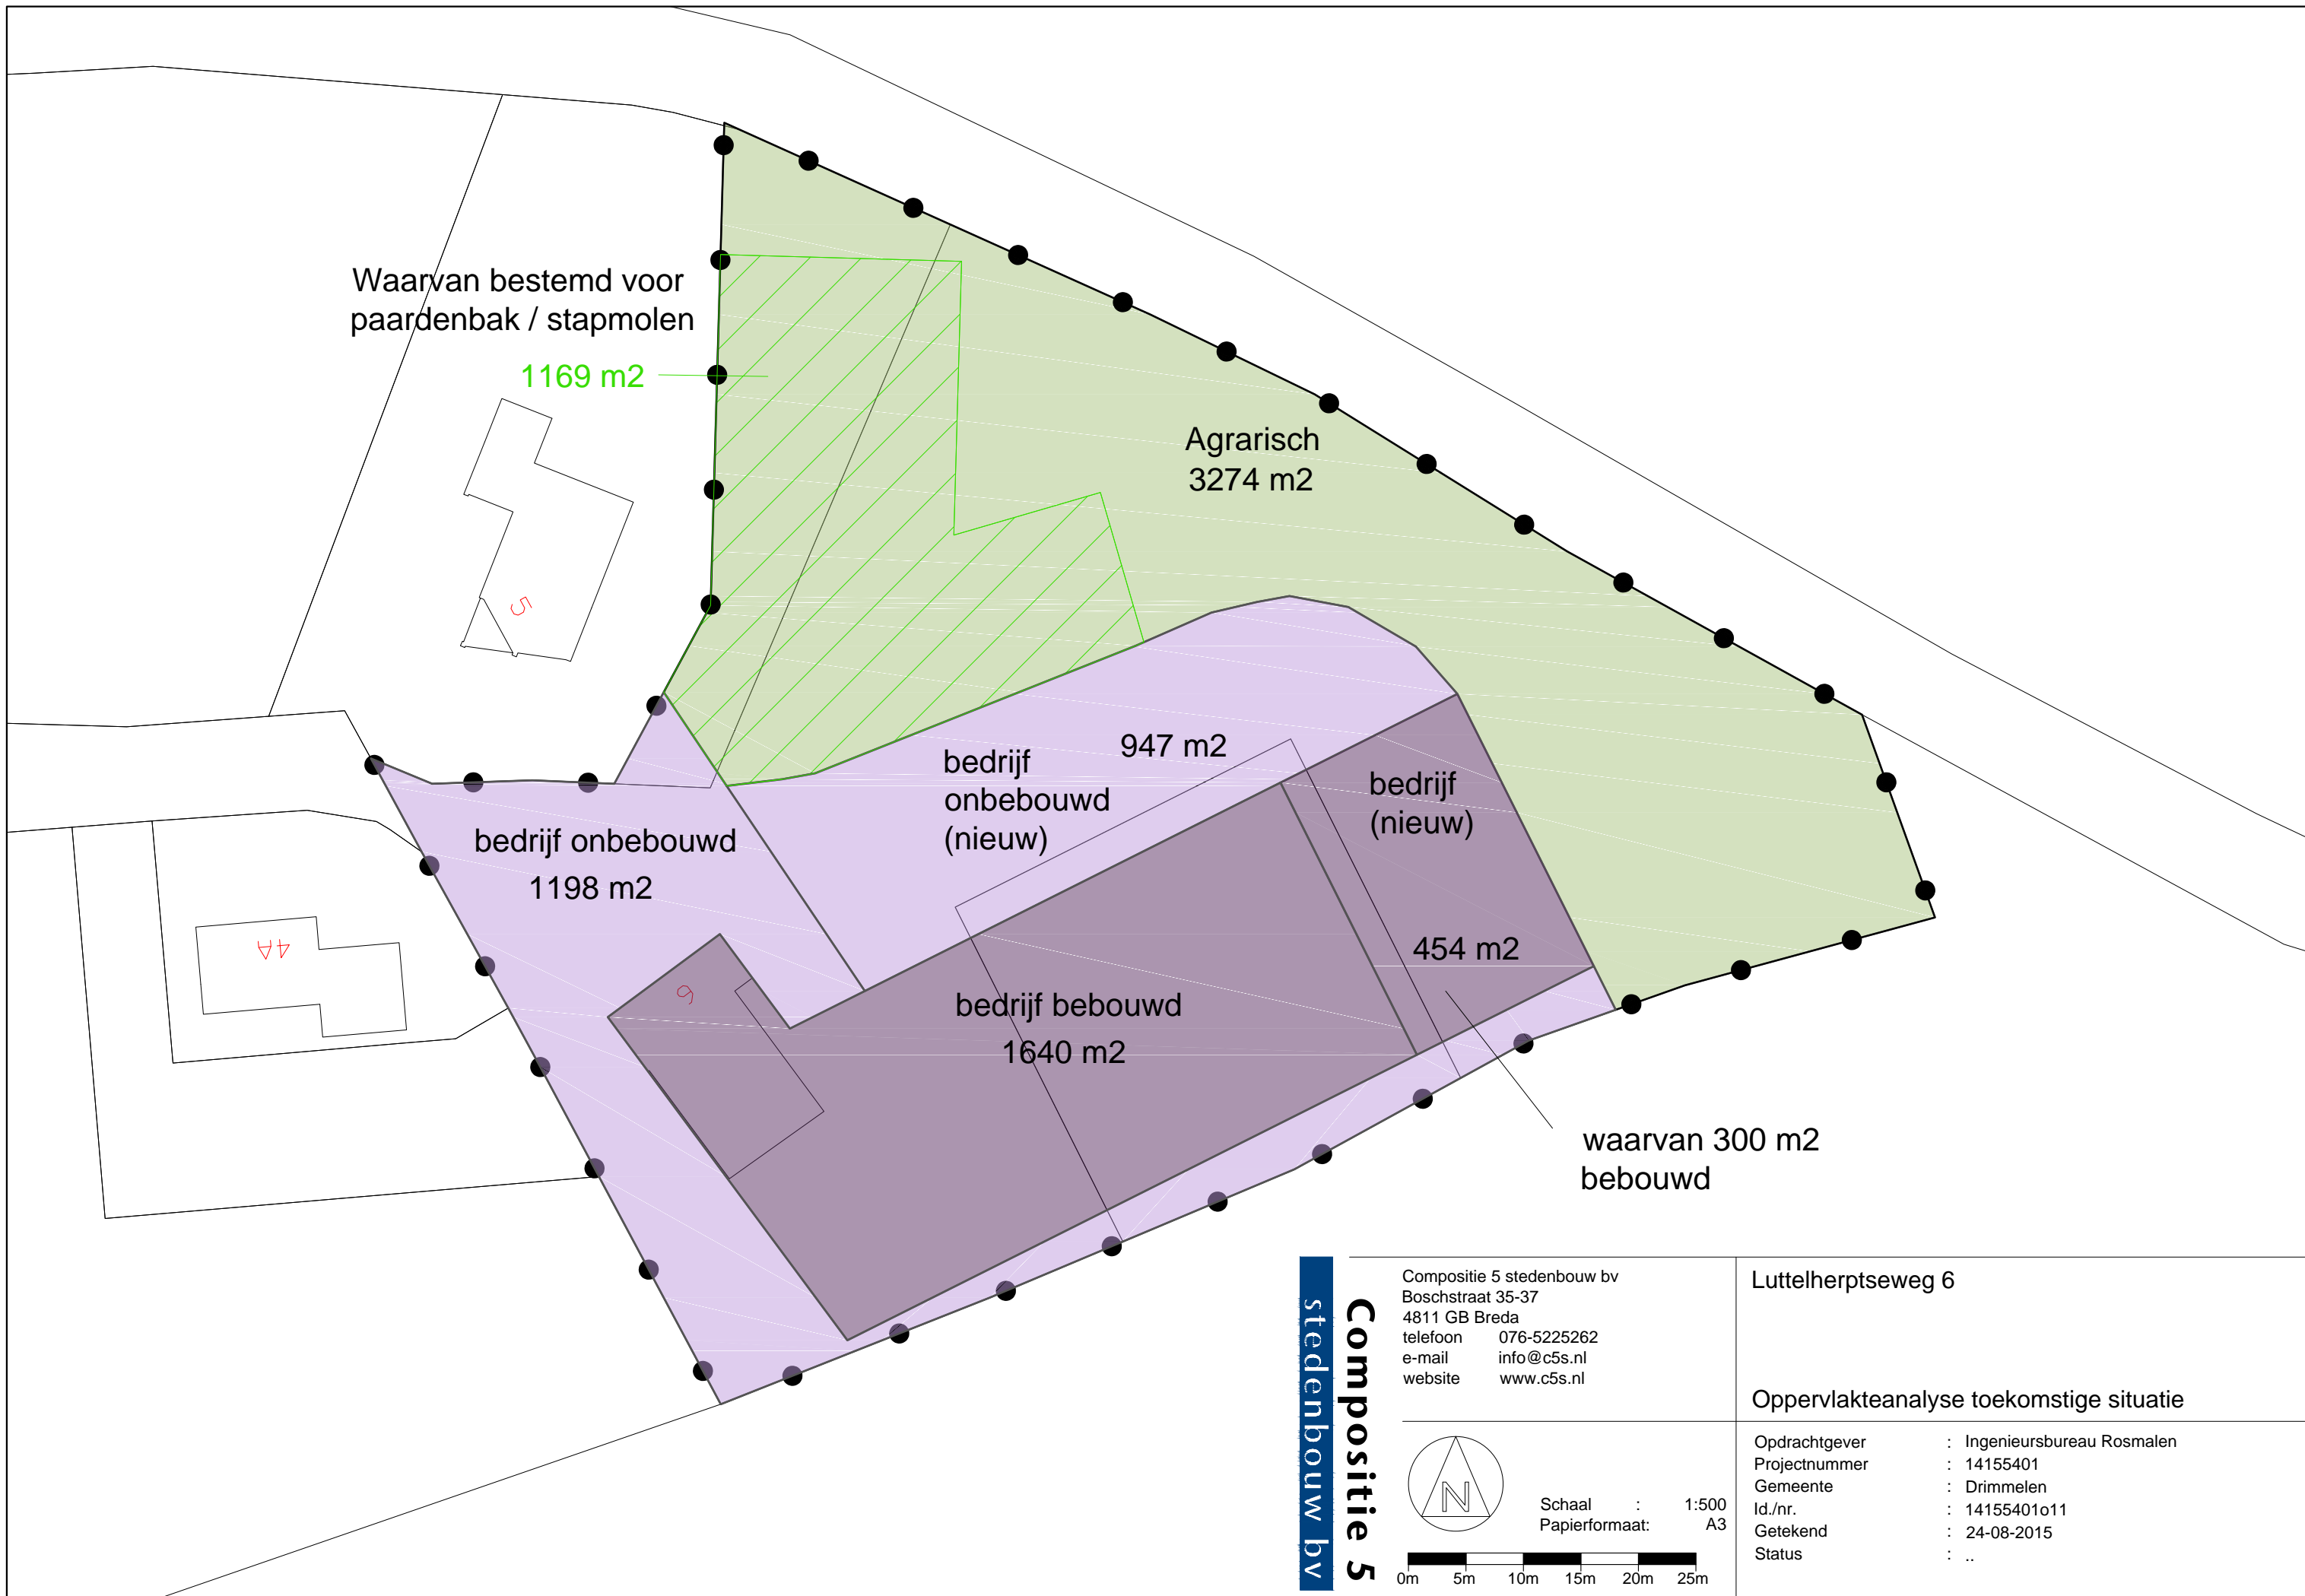 Waarvan bestemd voor
paardenbak / stapmolen
1169 m2
Agrarisch
3274 m2
5
947 m2
bedrijf
onbebouwd
(nieuw)
bedrijf
(nieuw)
bedrijf onbebouwd
1198 m2
4A
454 m2
6
bedrijf bebouwd
1640 m2
waarvan 300 m2
bebouwd
Compositie 5
stedenbouw bv
Compositie 5 stedenbouw bv
Boschstraat 35-37
4811 GB Breda
telefoon 076-5225262
e-mail info@c5s.nl
website www.c5s.nl
Luttelherptseweg 6
Oppervlakteanalyse toekomstige situatie
N
Schaal : 1:500
Papierformaat: A3
0m 5m 10m 15m 20m 25m
Opdrachtgever : Ingenieursbureau Rosmalen
Projectnummer : 14155401
Gemeente : Drimmelen
Id./nr. : 14155401o11
Getekend : 24-08-2015
Status : ..